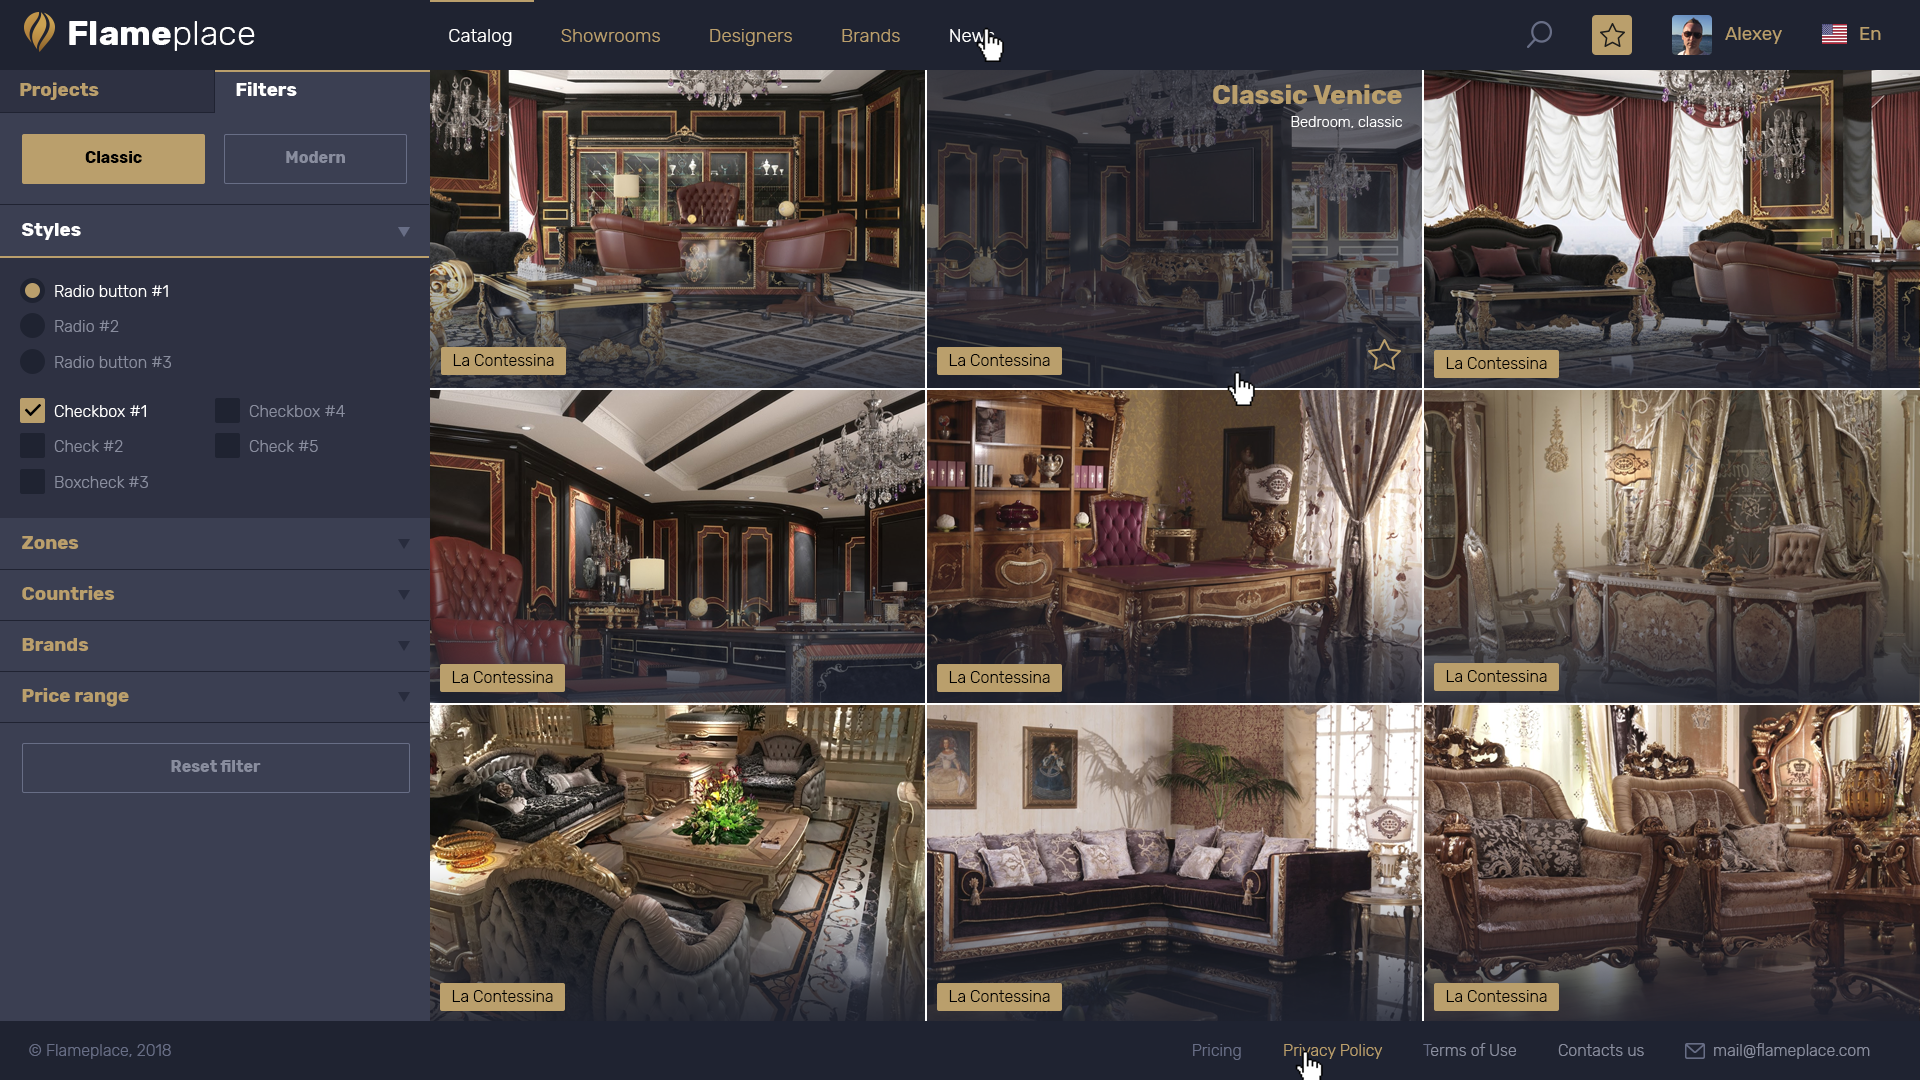 Flameplace
Catalog
Showrooms
Designers
Brands
News
Alexey
En
Projects
Filters
Classic
Modern
Styles
Radio button #1
Radio #2
Radio button #3
Checkbox #1
Checkbox #4
Check #2
Check #5
Boxcheck #3
Zones
Countries
Brands
Price range
Reset filter
La Contessina
Classic Venice
Bedroom, classic
La Contessina
La Contessina
La Contessina
La Contessina
La Contessina
La Contessina
La Contessina
La Contessina
© Flameplace, 2018
Pricing
Privacy Policy
Terms of Use
Contacts us
mail@flameplace.com